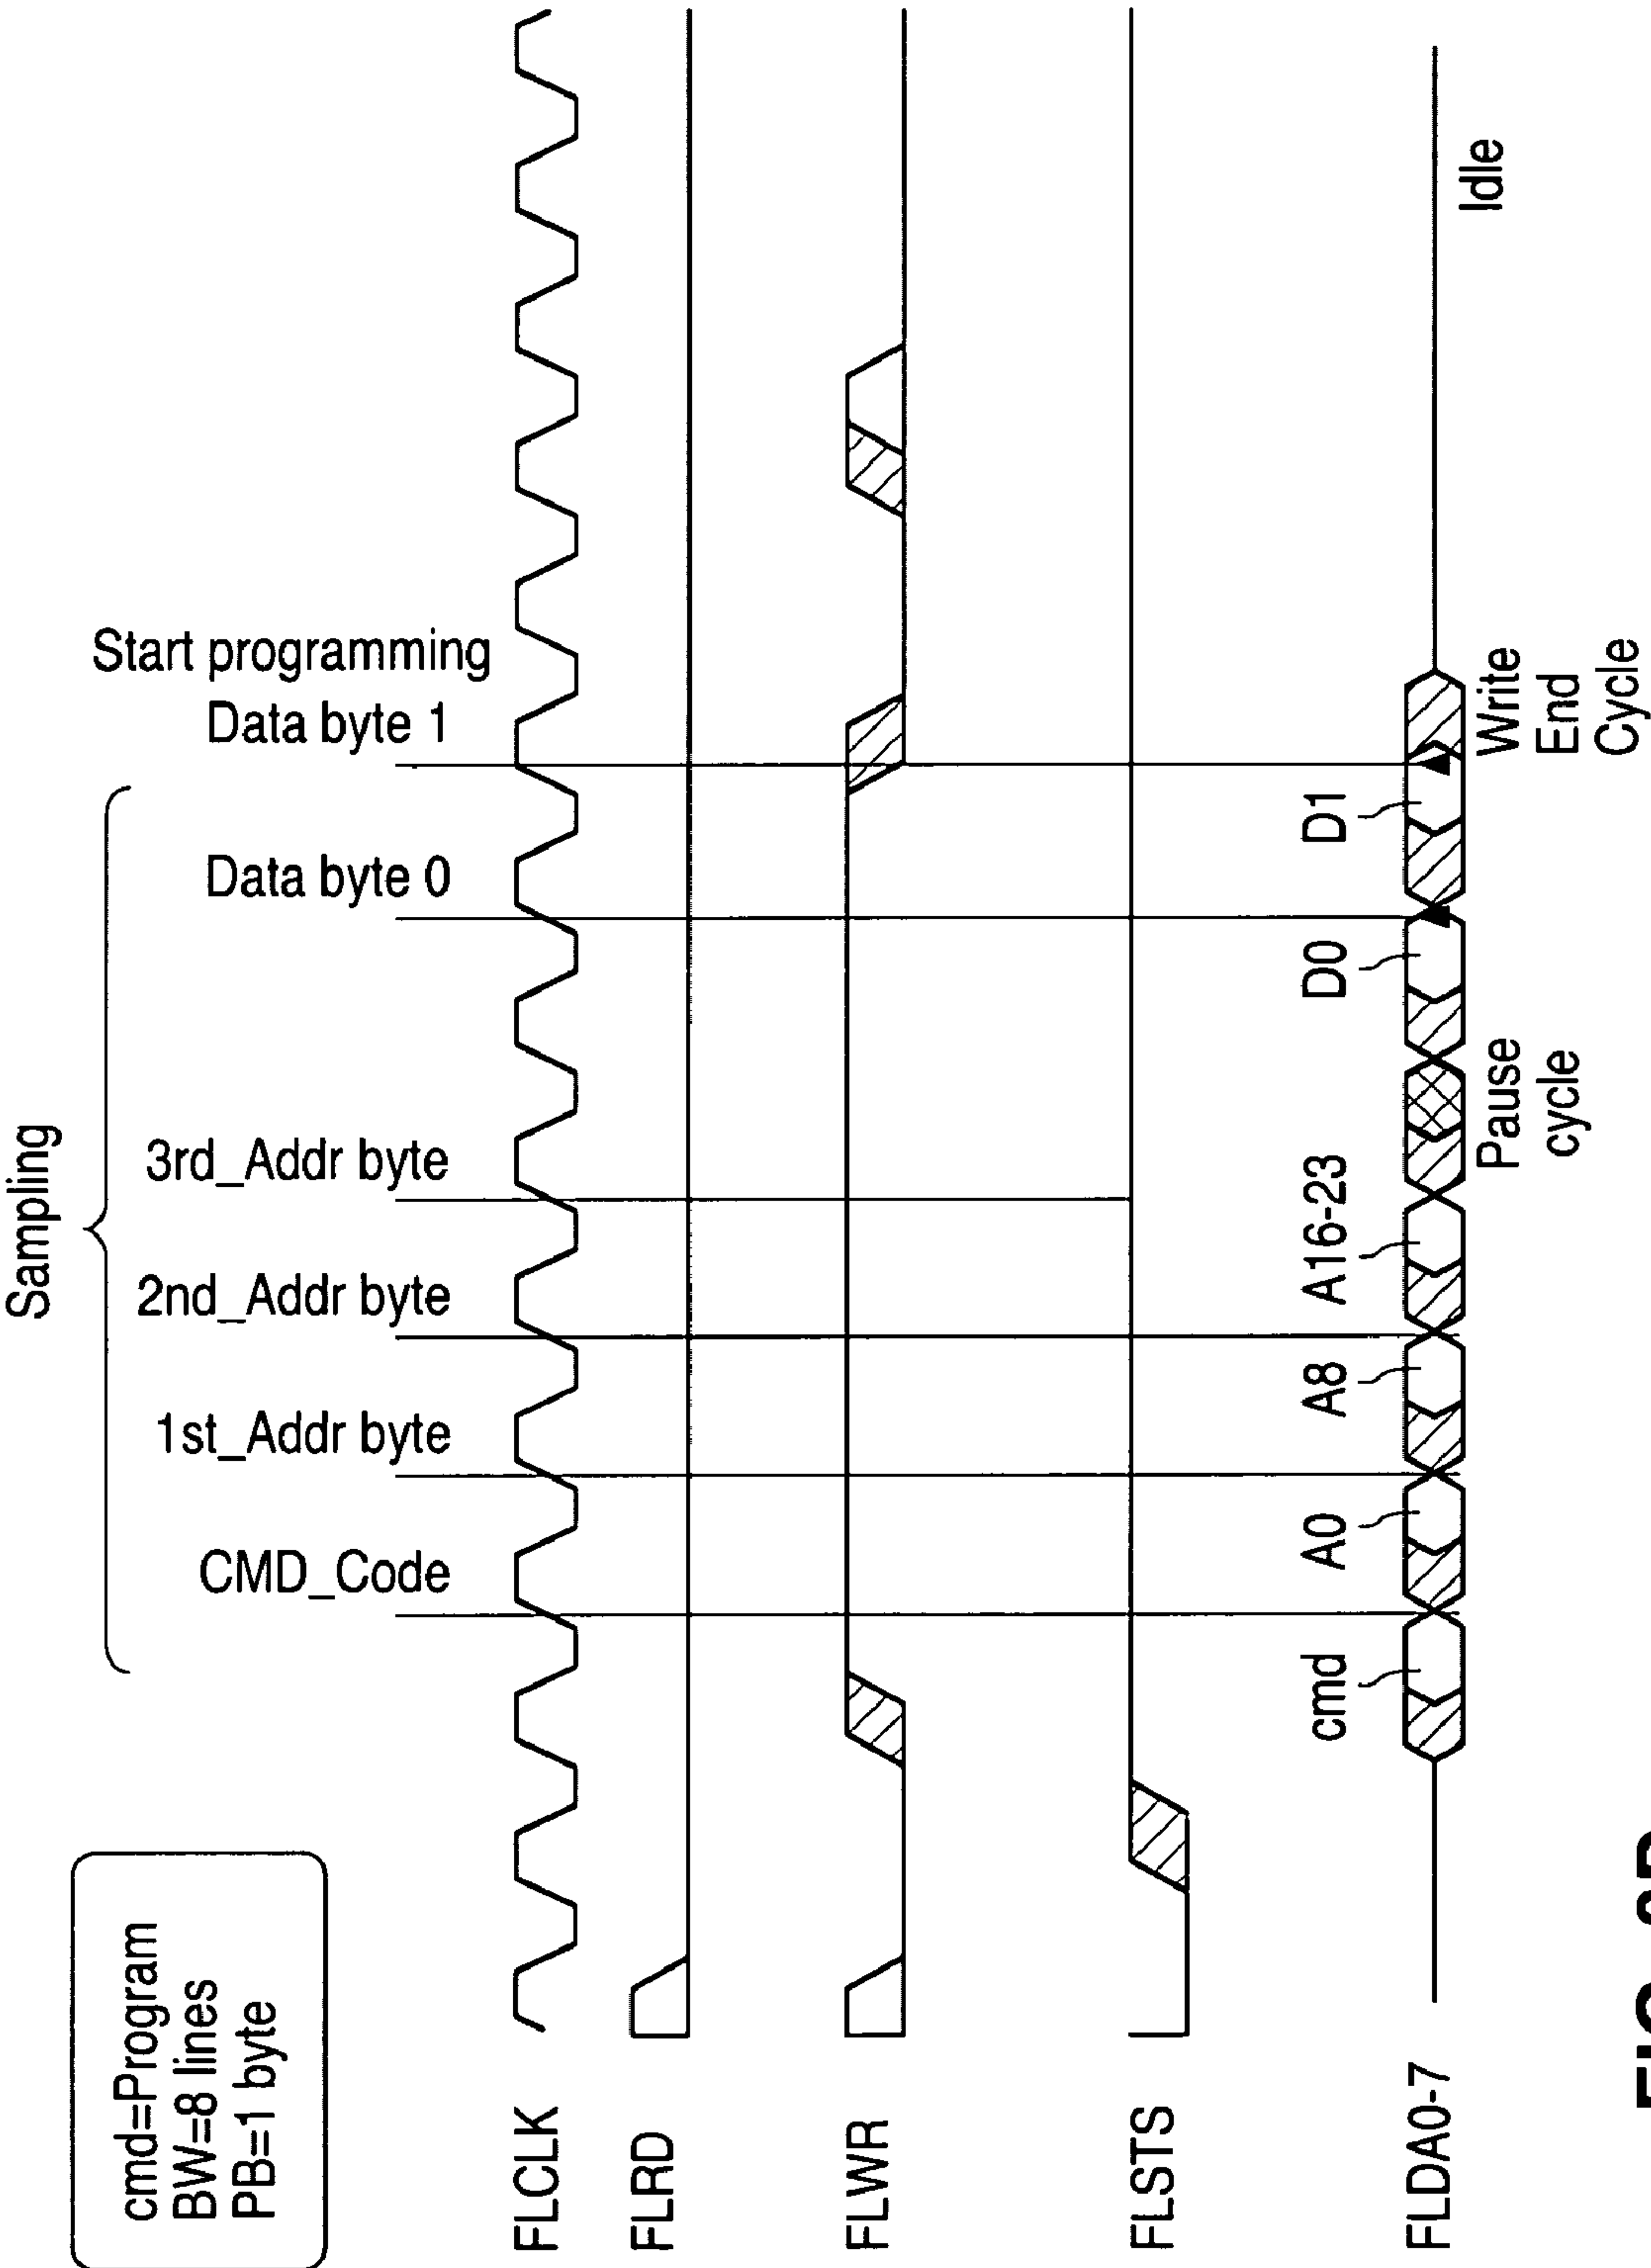 Sampling
Start programming
CMD_Code
1st_Addr byte
2nd_Addr byte
3rd_Addr byte
Data byte 0
Data byte 1
cmd=Program
BW=8 lines
PB=1 byte
FLCLK
FLRD
FLWR
FLSTS
FLDA0-7
cmd
A0
A8
A16-23
D0
D1
Pause
cycle
Write
End
Cycle
Idle